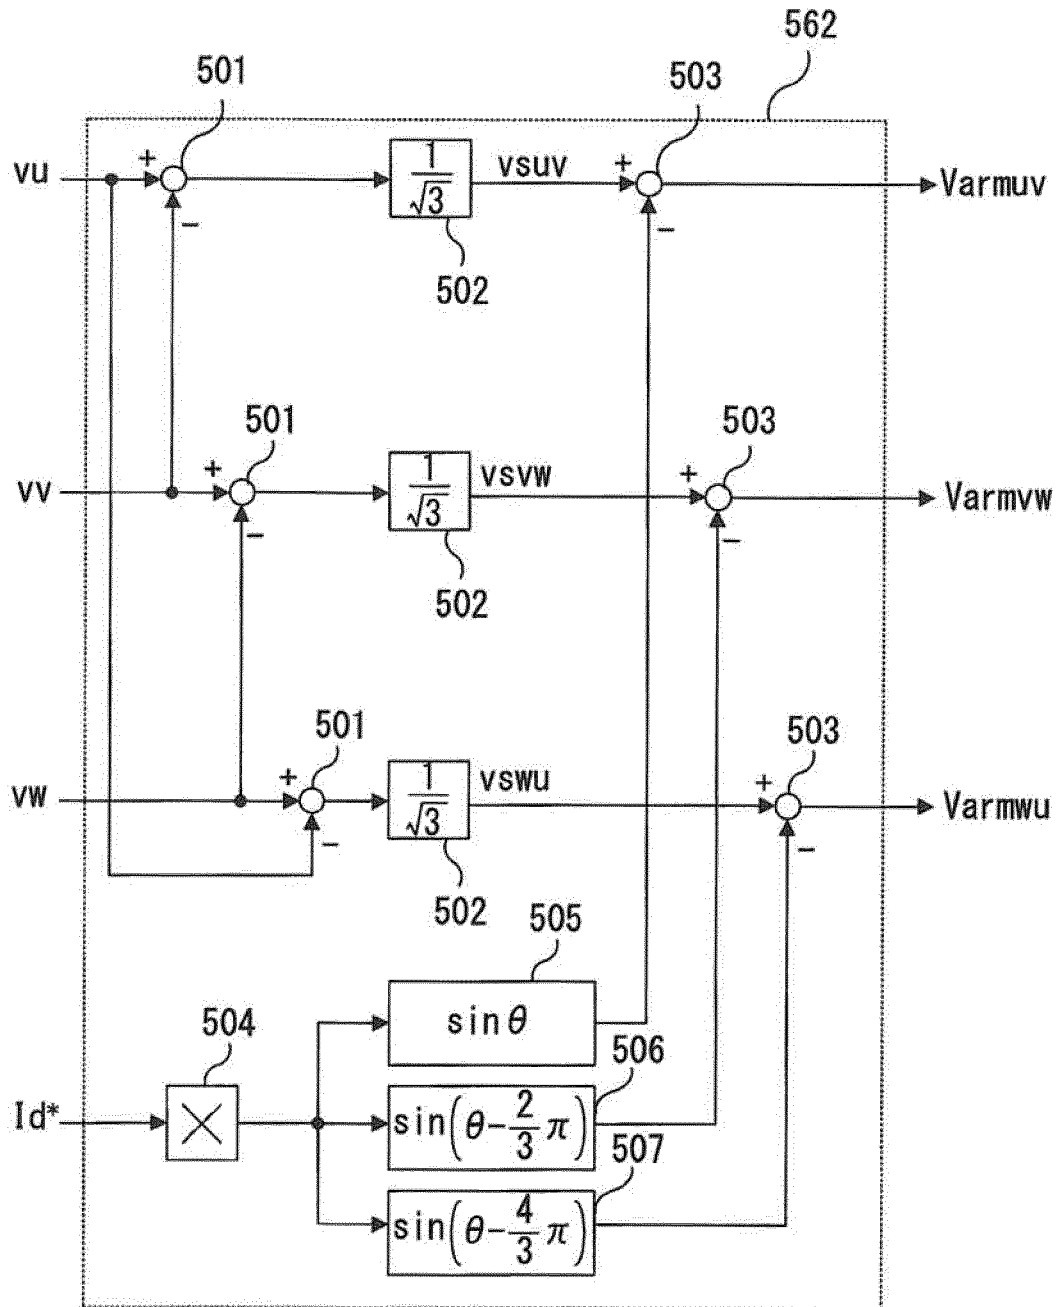 562
501
503
vu
+
1
√3
vsuv
+
Varmuv
−
−
502
501
503
vv
+
1
√3
vsvw
+
Varmvw
−
−
502
501
503
vw
+
1
√3
vswu
+
Varmwu
−
−
502
505
sinθ
504
506
Id*
×
sin(θ-2/3π)
507
sin(θ-4/3π)